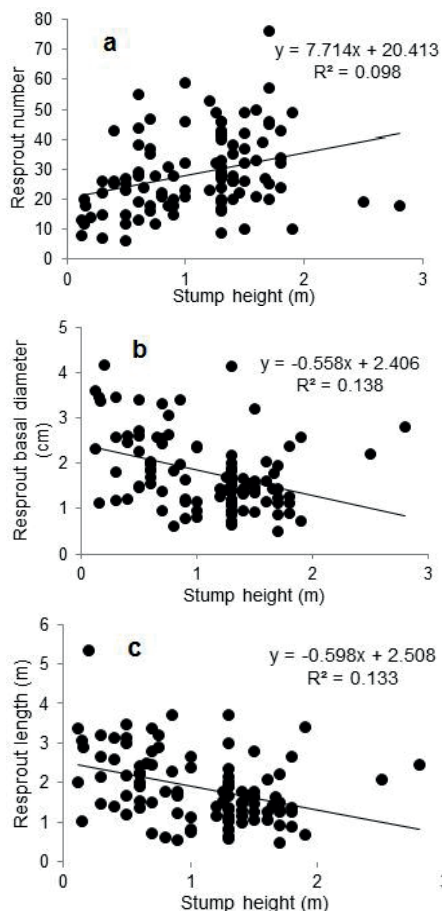 80
70
60
50
40
30
20
10
0
Resprout number
a
y = 7.714x + 20.413
R² = 0.098
0 1 2 3
Stump height (m)
5
4
3
2
1
0
Resprout basal diameter
(cm)
b
y = -0.558x + 2.406
R² = 0.138
0 1 2 3
Stump height (m)
6
5
4
3
2
1
0
Resprout length (m)
c
y = -0.598x + 2.508
R² = 0.133
0 1 2 3
Stump height (m)